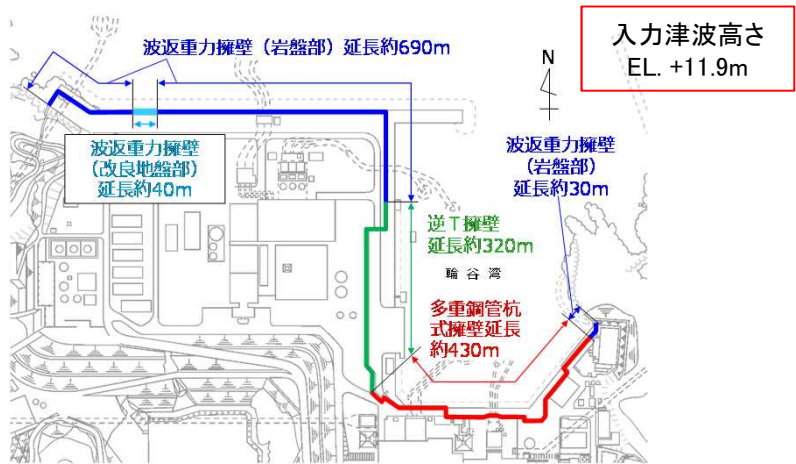 波返重力擁壁（岩盤部）延長約690m
入力津波高さ
EL. +11.9m
N
波返重力擁壁
（改良地盤部）
延長約40m
波返重力擁壁
（岩盤部）
延長約30m
逆Ｔ擁壁
延長約320m
輪谷湾
多重鋼管杭
式擁壁延長
約430m